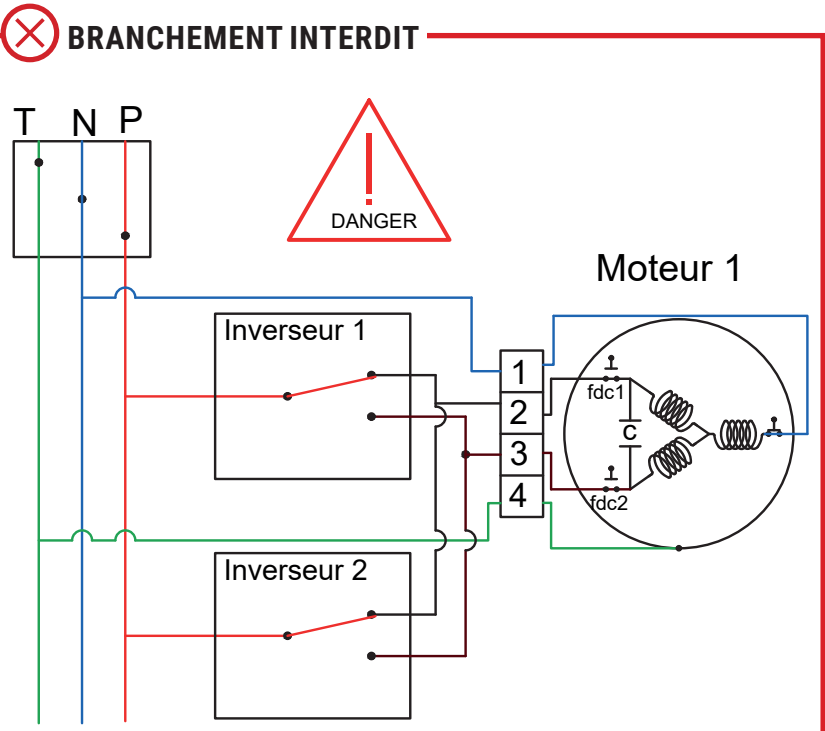 BRANCHEMENT INTERDIT
T N P
DANGER
Moteur 1
Inverseur 1
1
2
3
4
fdc1
C
fdc2
Inverseur 2